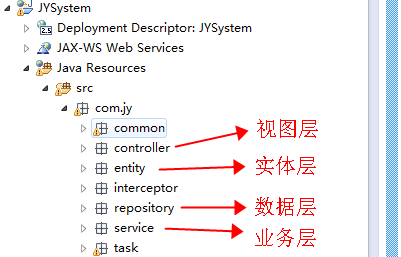 JYSystem
Deployment Descriptor: JYSystem
JAX-WS Web Services
Java Resources
src
com.jy
common
controller 视图层
entity 实体层
interceptor
repository 数据层
service 业务层
task